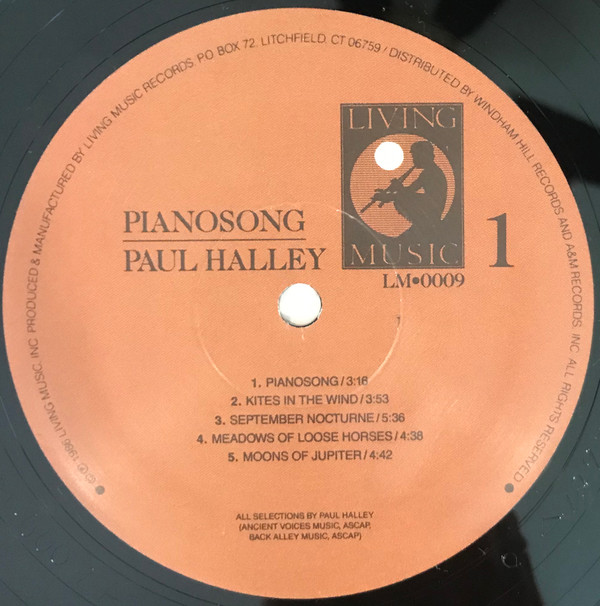 © ℗ 1986 LIVING MUSIC, INC. PRODUCED & MANUFACTURED BY LIVING MUSIC RECORDS P.O. BOX 72, LITCHFIELD, CT 06759 / DISTRIBUTED BY WINDHAM HILL RECORDS AND A&M RECORDS, INC. ALL RIGHTS RESERVED.
LIVING
MUSIC
PIANOSONG
PAUL HALLEY
LM•0009
1
1. PIANOSONG/3:16
2. KITES IN THE WIND/3:53
3. SEPTEMBER NOCTURNE/5:36
4. MEADOWS OF LOOSE HORSES/4:38
5. MOONS OF JUPITER/4:42
ALL SELECTIONS BY PAUL HALLEY
(ANCIENT VOICES MUSIC, ASCAP,
BACK ALLEY MUSIC, ASCAP)